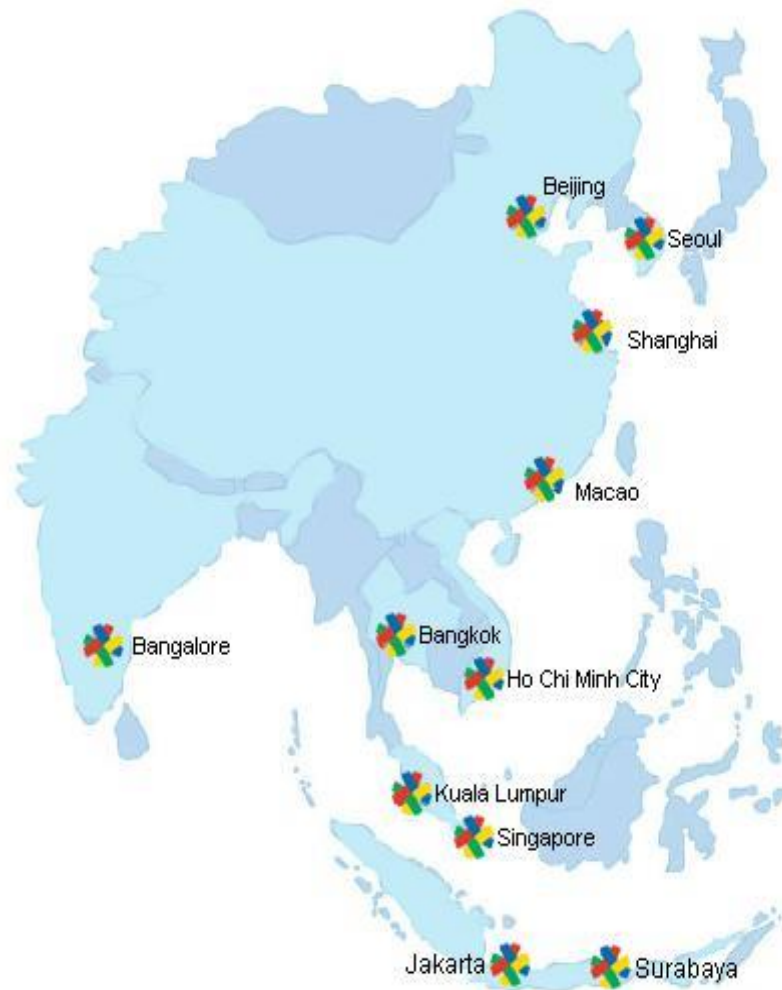 Beijing
Seoul
Shanghai
Macao
Bangalore
Bangkok
Ho Chi Minh City
Kuala Lumpur
Singapore
Jakarta
Surabaya